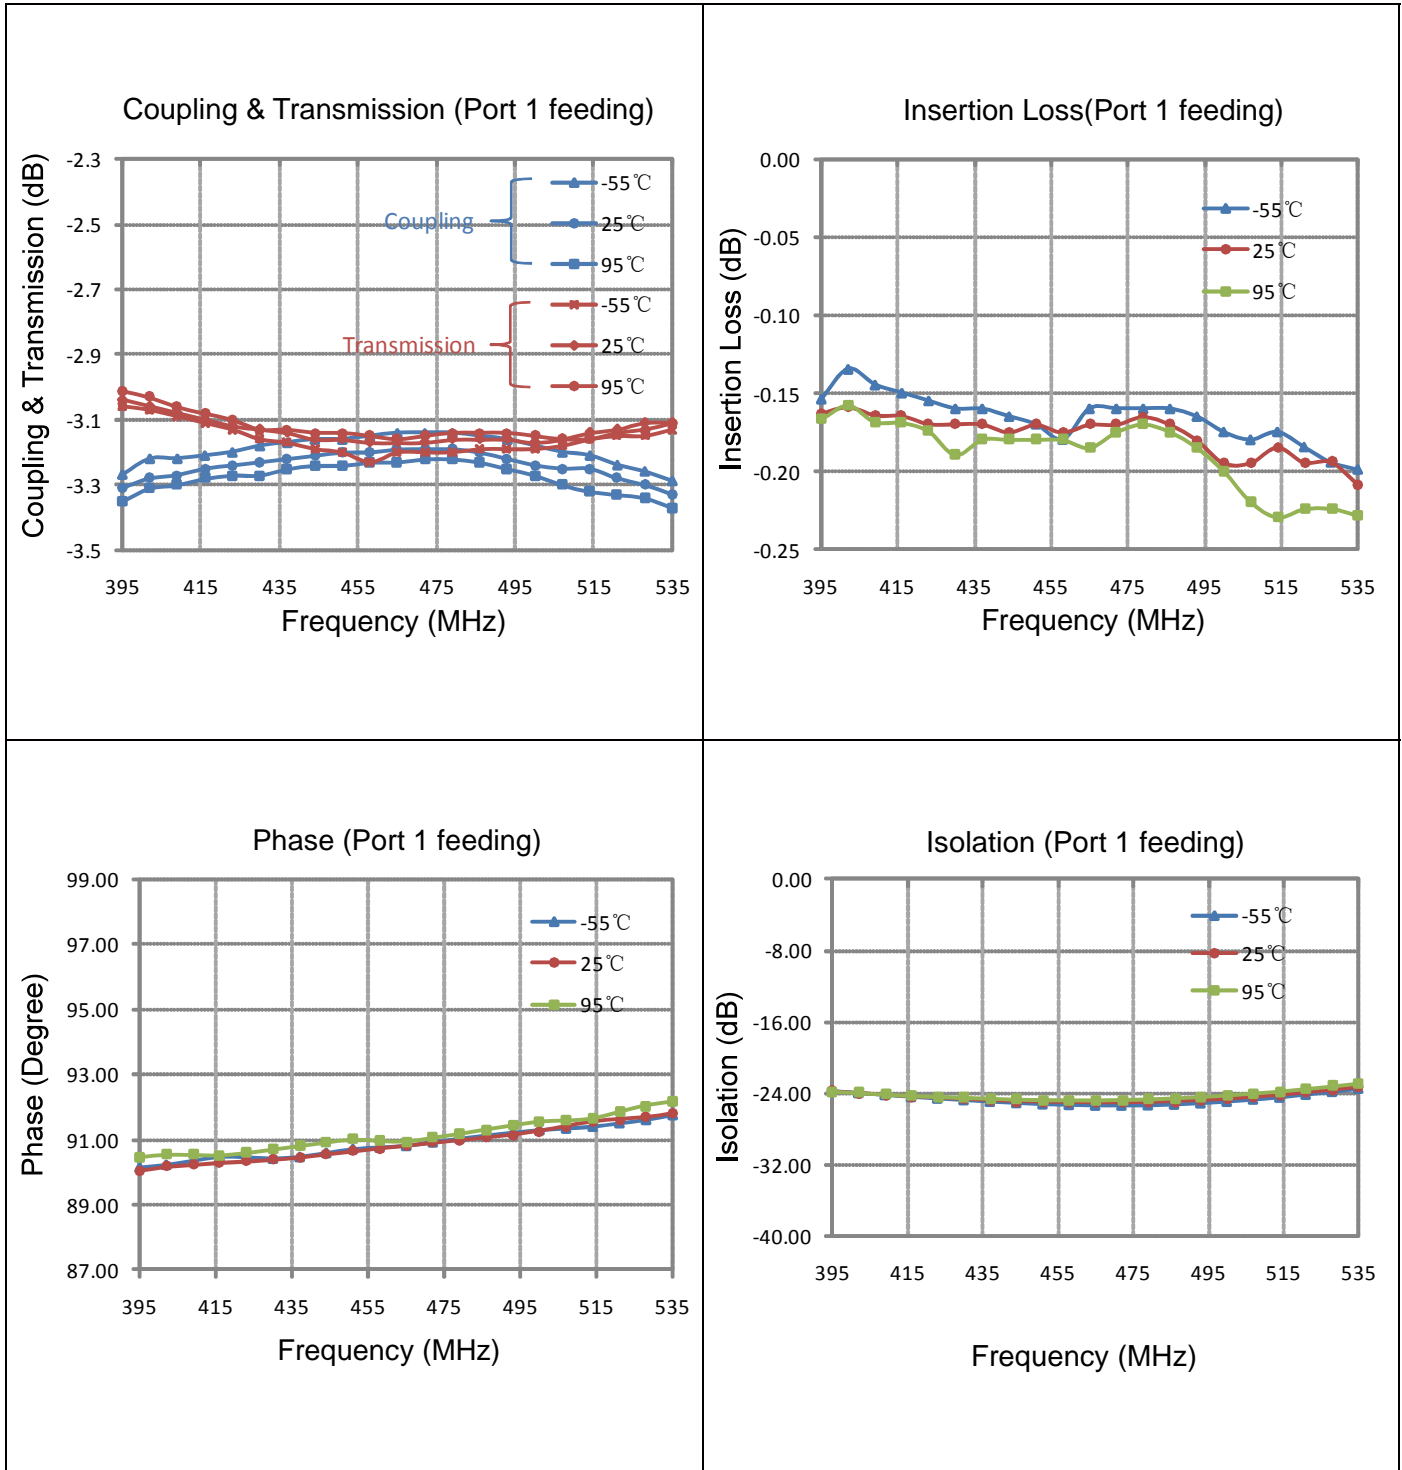 Coupling & Transmission (Port 1 feeding)
Coupling & Transmission (dB)
-2.3
-2.5
-2.7
-2.9
-3.1
-3.3
-3.5
Coupling
-55℃
25℃
95℃
Transmission
-55℃
25℃
95℃
395 415 435 455 475 495 515 535
Frequency (MHz)
Insertion Loss(Port 1 feeding)
Insertion Loss (dB)
0.00
-0.05
-0.10
-0.15
-0.20
-0.25
-55℃
25℃
95℃
395 415 435 455 475 495 515 535
Frequency (MHz)
Phase (Port 1 feeding)
Phase (Degree)
99.00
97.00
95.00
93.00
91.00
89.00
87.00
-55℃
25℃
95℃
395 415 435 455 475 495 515 535
Frequency (MHz)
Isolation (Port 1 feeding)
Isolation (dB)
0.00
-8.00
-16.00
-24.00
-32.00
-40.00
-55℃
25℃
95℃
395 415 435 455 475 495 515 535
Frequency (MHz)